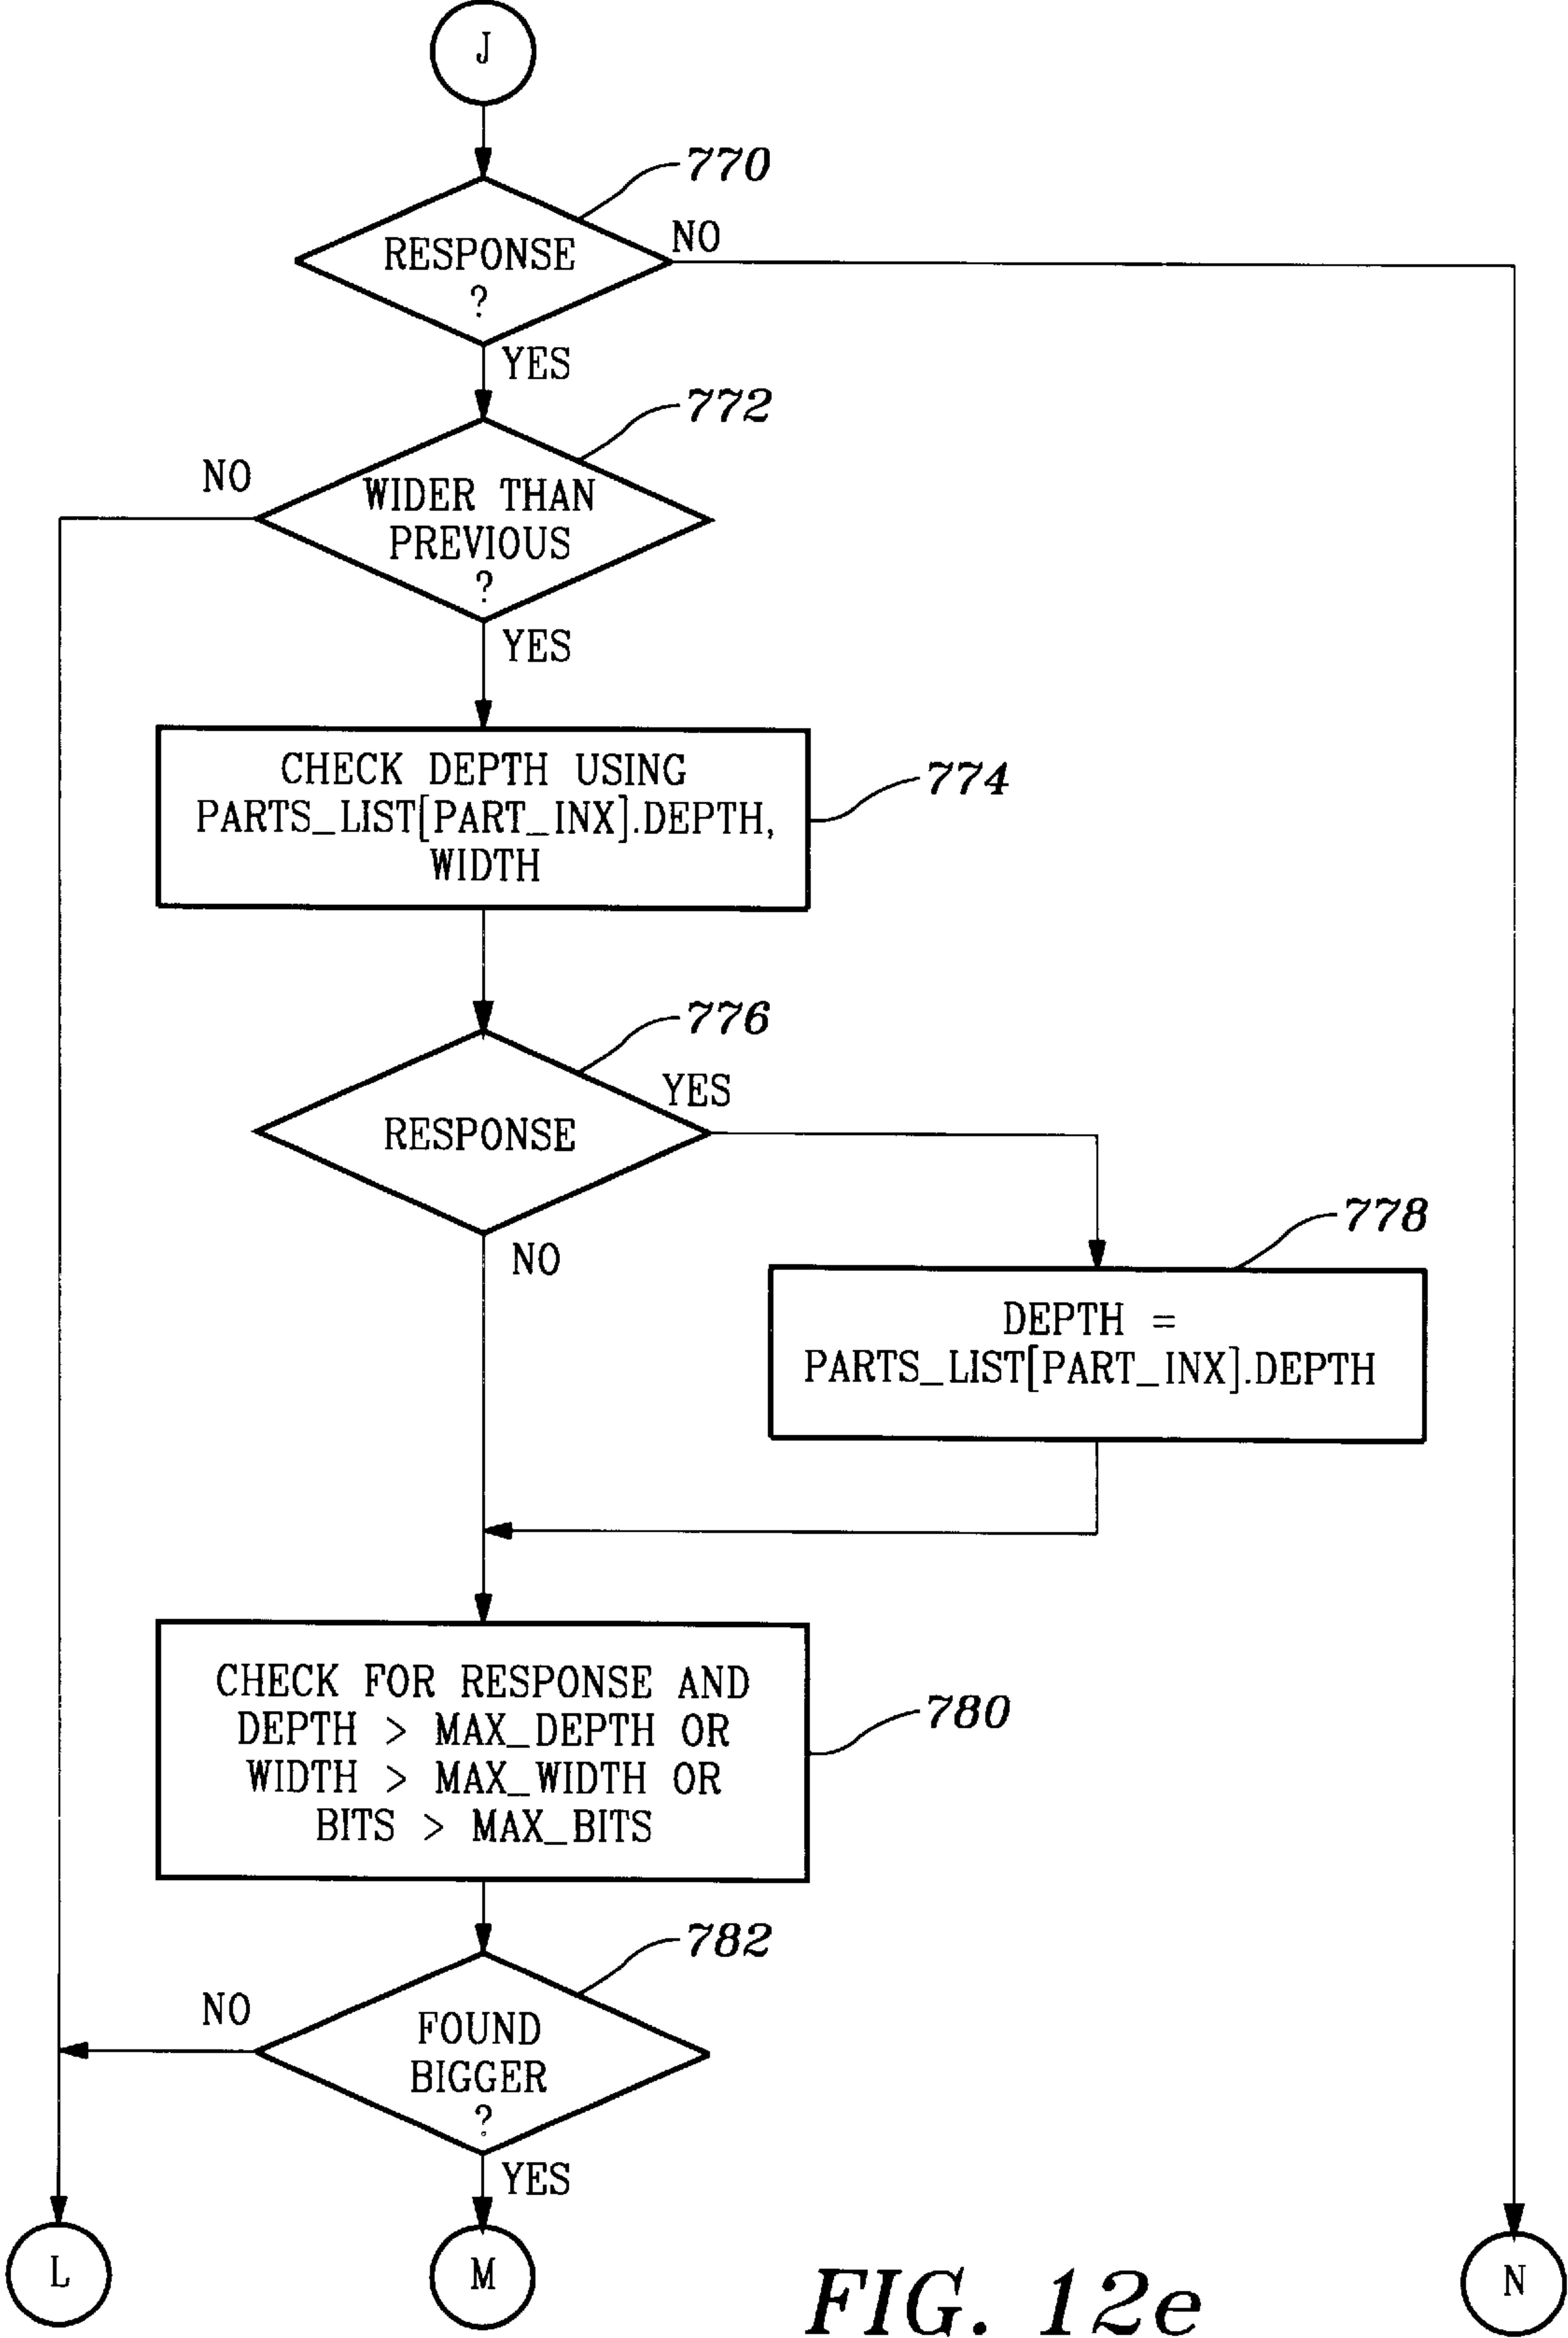 J
770
RESPONSE
?
NO
YES
772
NO
WIDER THAN
PREVIOUS
?
YES
CHECK DEPTH USING
PARTS_LIST[PART_INX].DEPTH,
WIDTH
774
776
YES
RESPONSE
NO
778
DEPTH =
PARTS_LIST[PART_INX].DEPTH
CHECK FOR RESPONSE AND
DEPTH > MAX_DEPTH OR
WIDTH > MAX_WIDTH OR
BITS > MAX_BITS
780
782
NO
FOUND
BIGGER
?
YES
L
M
N
FIG. 12e